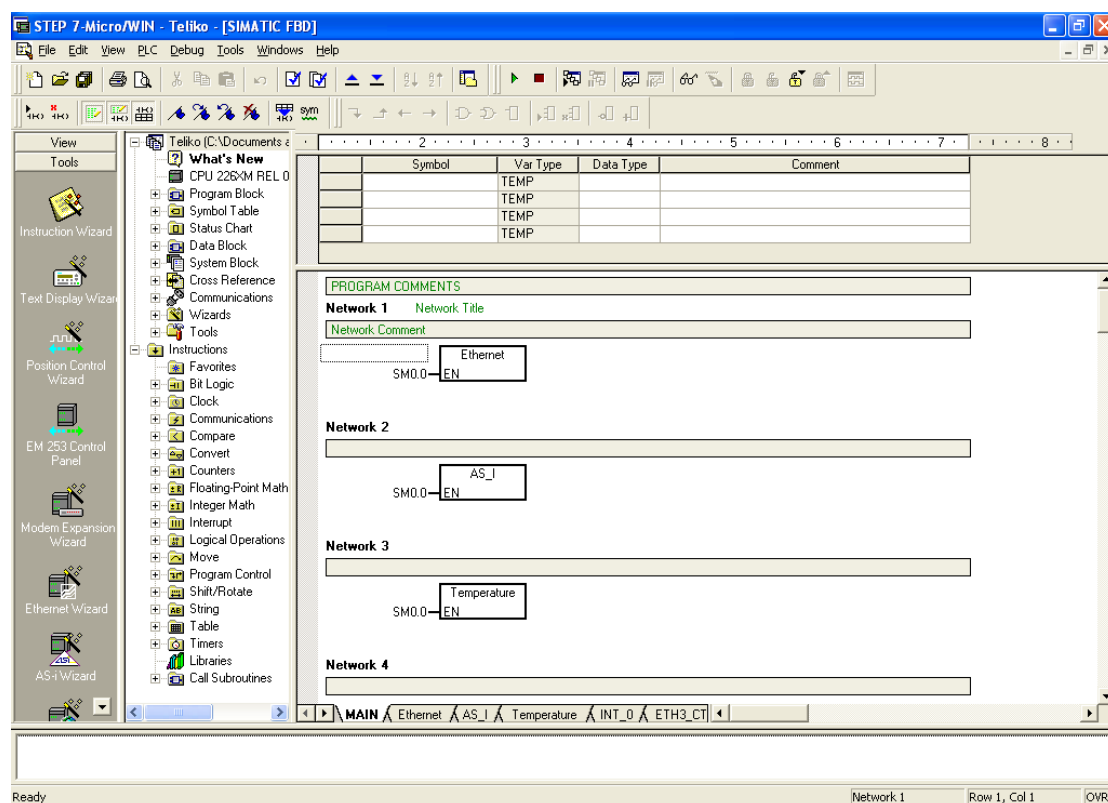 STEP 7-Micro/WIN - Teliko - [SIMATIC FBD]
File Edit View PLC Debug Tools Windows Help
sym
View
Tools
Instruction Wizard
Text Display Wizar
Position Control
Wizard
EM 253 Control
Panel
Modem Expansion
Wizard
Ethernet Wizard
AS-i Wizard
Teliko (C:\Documents a
What's New
CPU 226XM REL 0
Program Block
Symbol Table
Status Chart
Data Block
System Block
Cross Reference
Communications
Wizards
Tools
Instructions
Favorites
Bit Logic
Clock
Communications
Compare
Convert
Counters
Floating-Point Math
Integer Math
Interrupt
Logical Operations
Move
Program Control
Shift/Rotate
String
Table
Timers
Libraries
Call Subroutines
2 3 4 5 6 7 8
Symbol Var Type Data Type Comment
TEMP
TEMP
TEMP
TEMP
PROGRAM COMMENTS
Network 1 Network Title
Network Comment
Ethernet
SM0.0 EN
Network 2
AS_I
SM0.0 EN
Network 3
Temperature
SM0.0 EN
Network 4
MAIN Ethernet AS_I Temperature INT_0 ETH3_CT
Ready Network 1 Row 1, Col 1 OVR